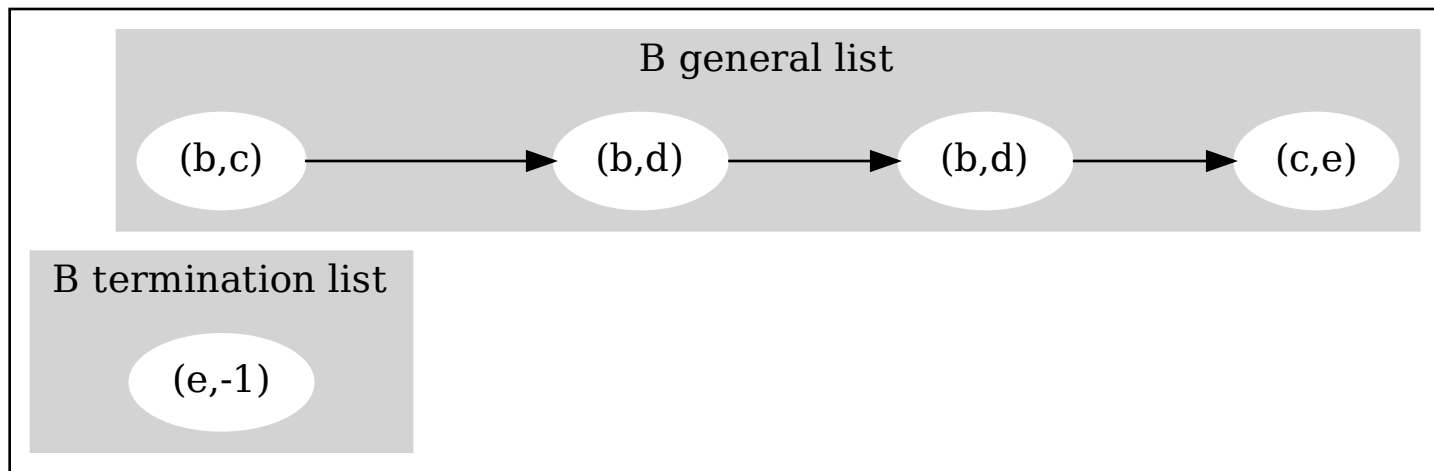 B general list
(b,c)
(b,d)
(b,d)
(c,e)
B termination list
(e,-1)